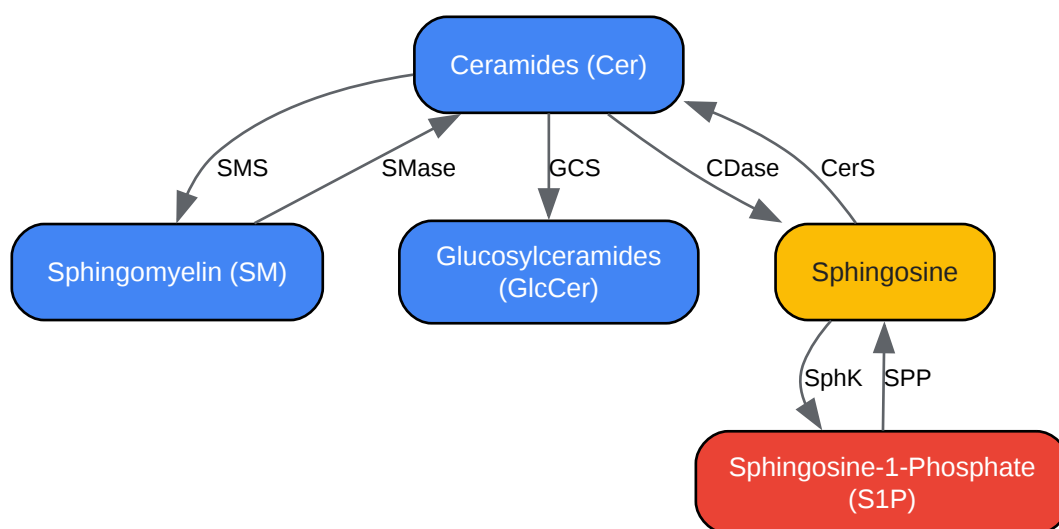 Ceramides (Cer)
SMS
SMase
GCS
CDase
CerS
Sphingomyelin (SM)
Glucosylceramides
(GlcCer)
Sphingosine
SphK
SPP
Sphingosine-1-Phosphate
(S1P)